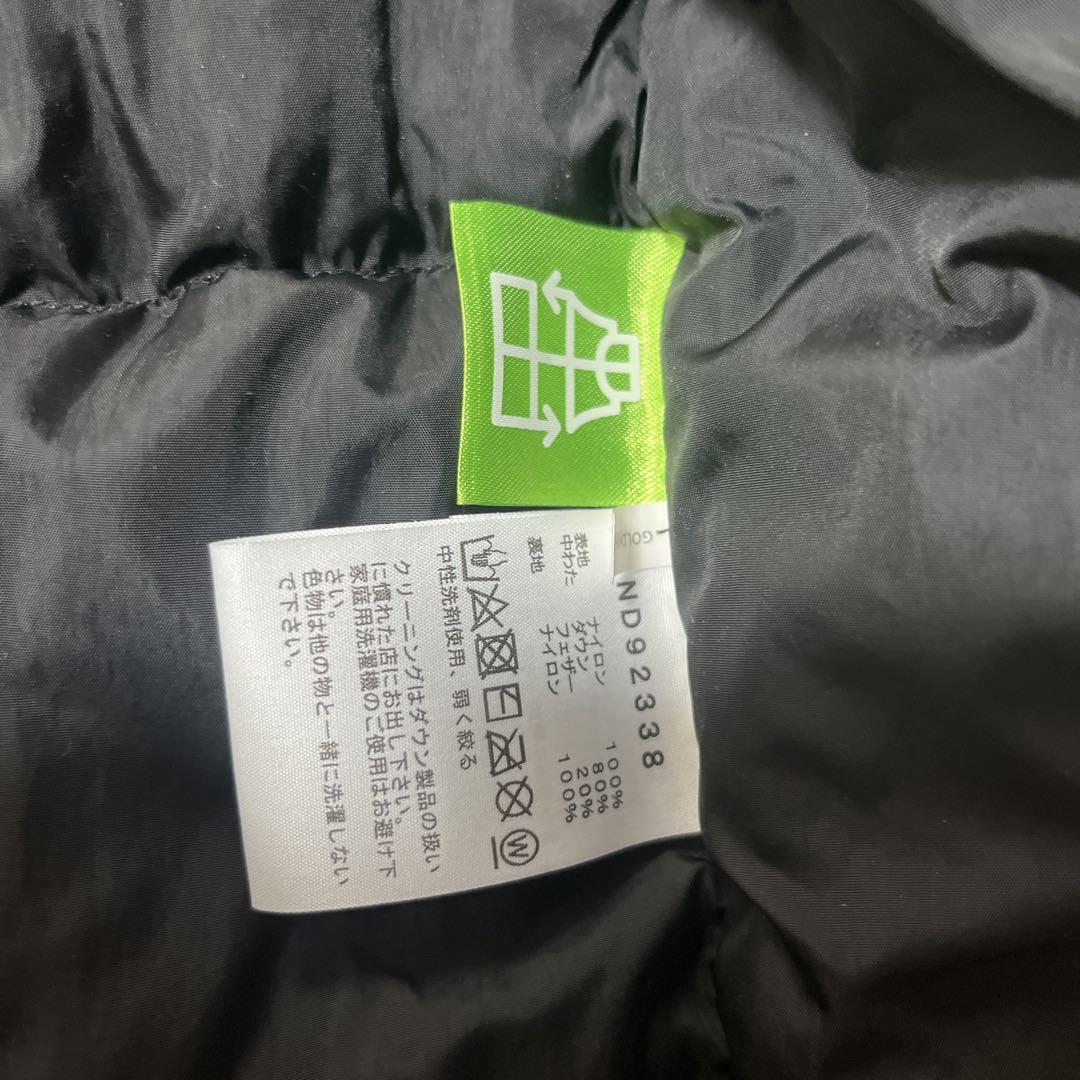 GOLD
ND92338
表地 ナイロン 100%
中わた ダウン 80%
フェザー 20%
裏地 ナイロン 100%
W
中性洗剤使用、弱く絞る
クリーニングはダウン製品の扱い
に慣れた店にお出し下さい。
家庭用洗濯機のご使用はお避け下
さい。
色物は他の物と一緒に洗濯しない
で下さい。